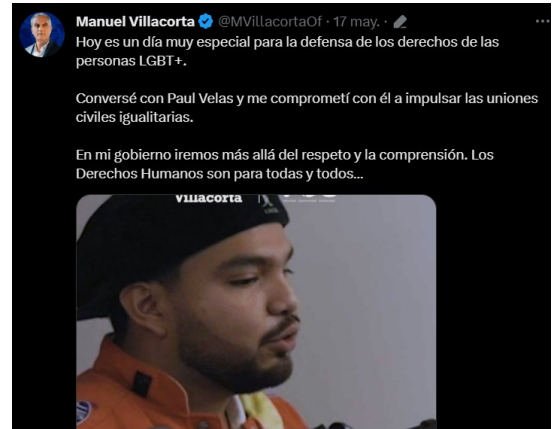 Manuel Villacorta @MVillacortaOf · 17 may. ·
Hoy es un día muy especial para la defensa de los derechos de las
personas LGBT+.
Conversé con Paul Velas y me comprometí con él a impulsar las uniones
civiles igualitarias.
En mi gobierno iremos más allá del respeto y la comprensión. Los
Derechos Humanos son para todas y todos...
Villacorta